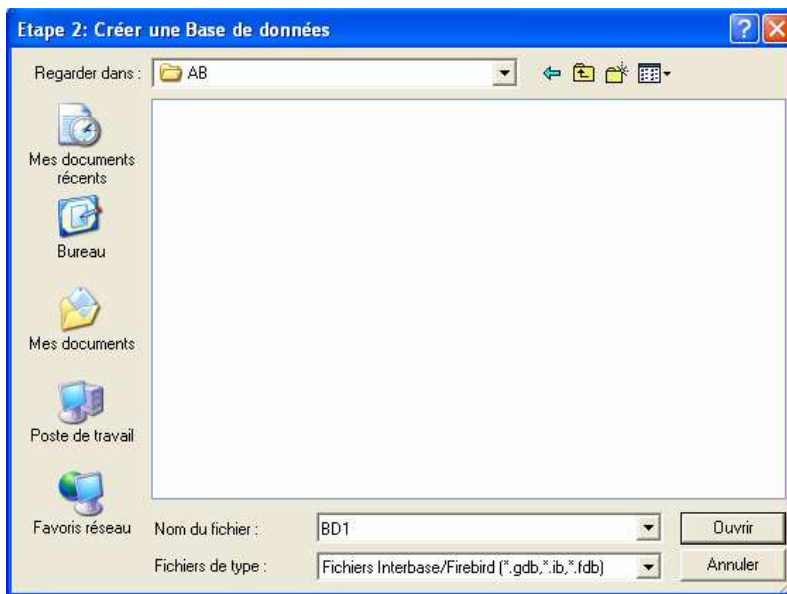 Etape 2: Créer une Base de données
Regarder dans :
AB
Mes documents
récents
Bureau
Mes documents
Poste de travail
Favoris réseau
Nom du fichier :
BD1
Ouvrir
Fichiers de type :
Fichiers Interbase/Firebird (*.gdb,*.ib,*.fdb)
Annuler